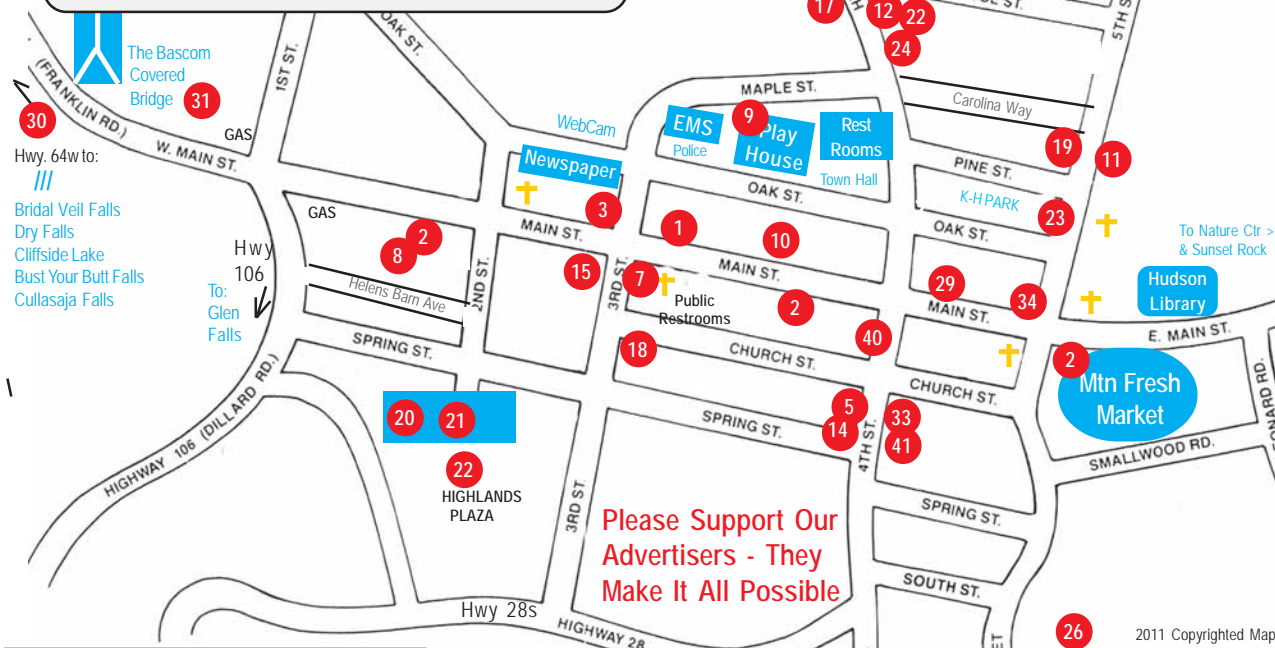 17
12
22
24
5TH S
OAK ST.
1ST ST.
The Bascom
Covered
Bridge
31
30
(FRANKLIN RD.)
GAS
W. MAIN ST.
Hwy. 64w to:
///
Bridal Veil Falls
Dry Falls
Cliffside Lake
Bust Your Butt Falls
Cullasaja Falls
MAPLE ST.
Carolina Way
WebCam
EMS
Police
9
Play
House
Rest
Rooms
Town Hall
19
11
PINE ST.
Newspaper
OAK ST.
K-H PARK
23
OAK ST.
3
1
10
MAIN ST.
MAIN ST.
To Nature Ctr >
& Sunset Rock
Hudson
Library
GAS
2
8
Hwy
106
To:
Glen
Falls
Helens Barn Ave
2ND ST.
15
3RD ST.
7
Public
Restrooms
2
29
34
MAIN ST.
40
E. MAIN ST.
SPRING ST.
18
CHURCH ST.
CHURCH ST.
2
Mtn Fresh
Market
ONARD RD.
HIGHWAY 106 (DILLARD RD.)
20
21
22
HIGHLANDS
PLAZA
SPRING ST.
5
14
4TH ST.
33
41
SMALLWOOD RD.
3RD ST.
SPRING ST.
Please Support Our
Advertisers - They
Make It All Possible
SOUTH ST.
Hwy 28s
HIGHWAY 28
ET
26
2011 Copyrighted Map